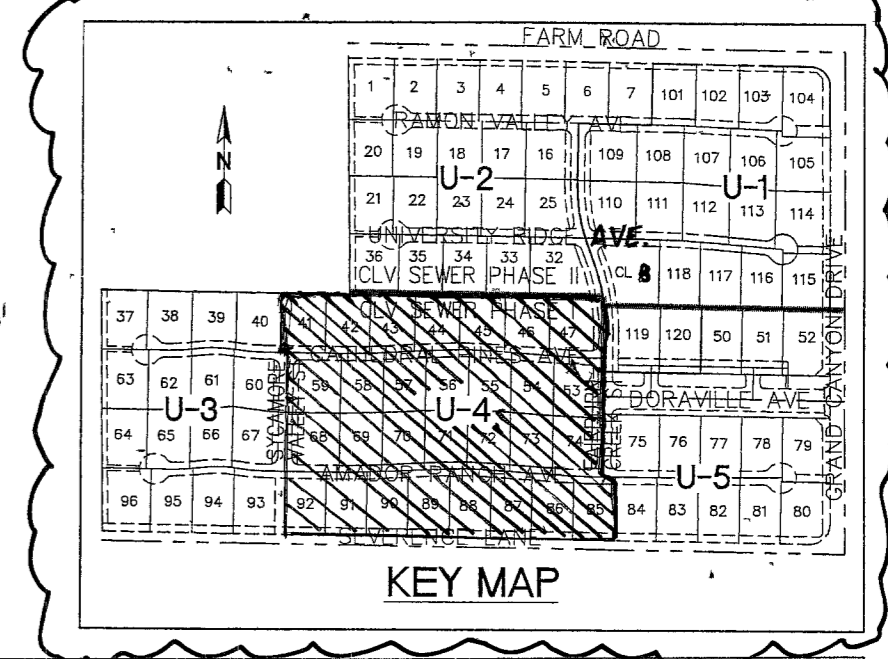 FARM ROAD
1 2 3 4 5 6 7 101 102 103 104
RAMON VALLEY AVE
20 19 18 17 16 109 108 107 106 105
U-2 U-1
21 22 23 24 25 110 111 112 113 114
UNIVERSITY RIDGE AVE.
36 35 34 33 32 CL B 118 117 116 115
CLV SEWER PHASE II
CLV SEWER PHASE I
37 38 39 40 41 42 43 44 45 46 47 119 120 50 51 52
CATHEDRAL PINES AVE
63 62 61 60 59 58 57 56 55 54 53
DORAVILLE AVE
U-3 U-4
64 65 66 67 68 69 70 71 72 73 74 75 76 77 78 79
SYCAMORE
CREEK
GRAND CANYON DRIVE
AMADOR RANCH AVE
U-5
96 95 94 93 92 91 90 89 88 87 86 85 84 83 82 81 80
SEVERENCE LANE
N
KEY MAP